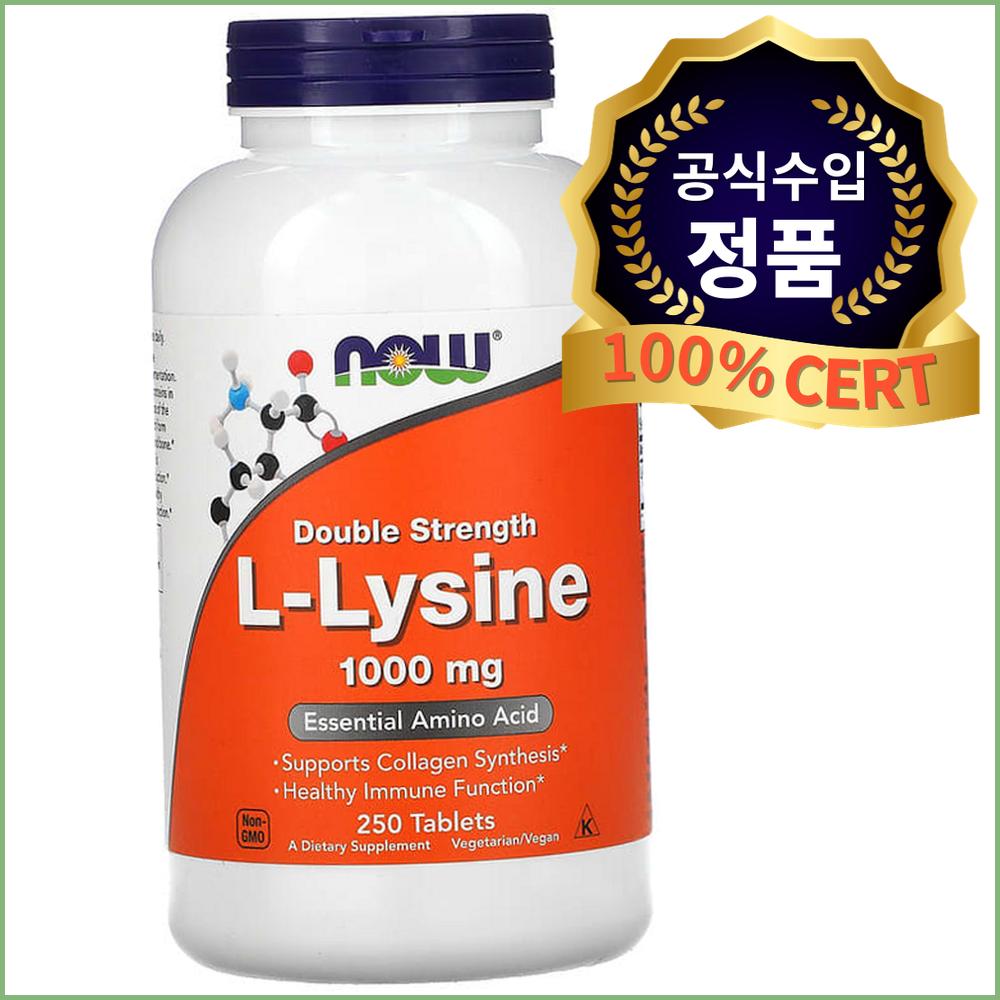 공식수입
정품
100% CERT
now®
Double Strength
L-Lysine
1000 mg
Essential Amino Acid
•Supports Collagen Synthesis*
•Healthy Immune Function*
250 Tablets
Non-
GMO
A Dietary Supplement Vegetarian/Vegan
K